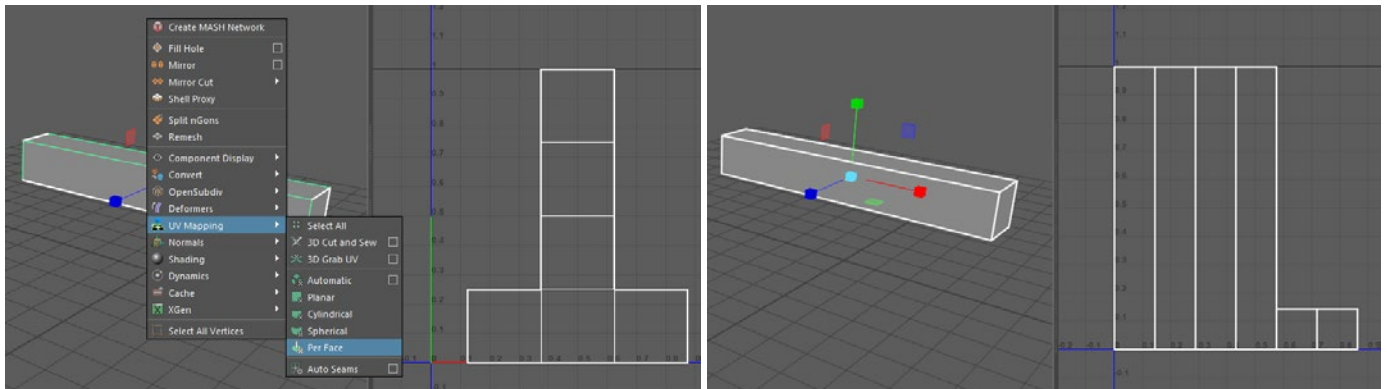 Create MASH Network
Fill Hole
Mirror
Mirror Cut
Shell Proxy
Split nGons
Remesh
Component Display
Convert
OpenSubdiv
Deformers
UV Mapping
Normals
Shading
Dynamics
Cache
XGen
Select All Vertices
Select All
3D Cut and Sew
3D Grab UV
Automatic
Planar
Cylindrical
Spherical
Per Face
Auto Seams